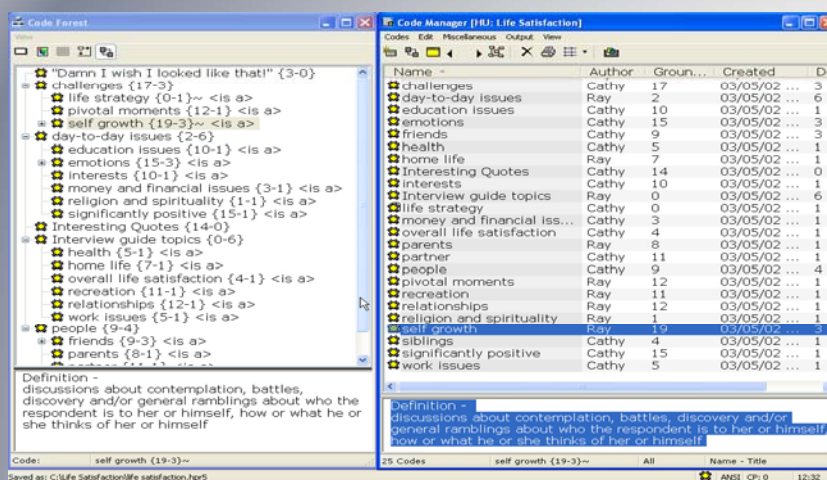 Code Forest
View
"Damn I wish I looked like that!" {3-0}
challenges {17-3}
life strategy {0-1}~ <is a>
pivotal moments {12-1} <is a>
self growth {19-3}~ <is a>
day-to-day issues {2-6}
education issues {10-1} <is a>
emotions {15-3} <is a>
interests {10-1} <is a>
money and financial issues {3-1} <is a>
religion and spirituality {1-1} <is a>
significantly positive {15-1} <is a>
Interesting Quotes {14-0}
Interview guide topics {0-6}
health {5-1} <is a>
home life {7-1} <is a>
overall life satisfaction {4-1} <is a>
recreation {11-1} <is a>
relationships {12-1} <is a>
work issues {5-1} <is a>
people {9-4}
friends {9-3} <is a>
parents {8-1} <is a>
Definition -
discussions about contemplation, battles,
discovery and/or general ramblings about who the
respondent is to her or himself, how or what he or
she thinks of her or himself
Code: self growth {19-3}~
Code Manager [HU: Life Satisfaction]
Codes Edit Miscellaneous Output View
Name Author Groun... Created D
challenges Cathy 17 03/05/02 ... 3
day-to-day issues Ray 2 03/05/02 ... 6
education issues Cathy 10 03/05/02 ... 1
emotions Cathy 15 03/05/02 ... 3
friends Cathy 9 03/05/02 ... 3
health Cathy 5 03/05/02 ... 1
home life Ray 7 03/05/02 ... 1
Interesting Quotes Cathy 14 03/05/02 ... 0
interests Cathy 10 03/05/02 ... 1
Interview guide topics Ray 0 03/05/02 ... 6
life strategy Cathy 0 03/05/02 ... 1
money and financial iss... Cathy 3 03/05/02 ... 1
overall life satisfaction Cathy 4 03/05/02 ... 1
parents Ray 8 03/05/02 ... 1
partner Cathy 11 03/05/02 ... 1
people Cathy 9 03/05/02 ... 4
pivotal moments Ray 12 03/05/02 ... 1
recreation Ray 11 03/05/02 ... 1
relationships Ray 12 03/05/02 ... 1
religion and spirituality Ray 1 03/05/02 ... 1
self growth Ray 19 03/05/02 ... 3
siblings Cathy 4 03/05/02 ... 1
significantly positive Cathy 15 03/05/02 ... 1
work issues Cathy 5 03/05/02 ... 1
Definition -
discussions about contemplation, battles, discovery and/or
general ramblings about who the respondent is to her or himself,
how or what he or she thinks of her or himself
25 Codes self growth {19-3}~ All Name - Title
Saved as: C:\Life Satisfaction\life satisfaction.hpr5 ANSI CP: 0 12:32